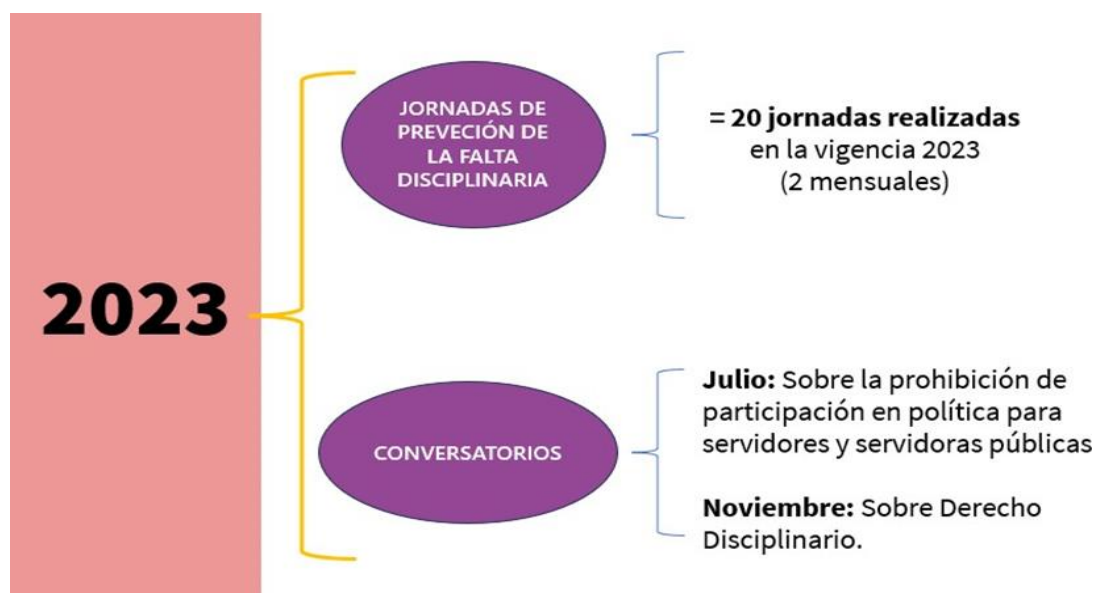 2023
JORNADAS DE
PREVECIÓN DE
LA FALTA
DISCIPLINARIA
= 20 jornadas realizadas
en la vigencia 2023
(2 mensuales)
CONVERSATORIOS
Julio: Sobre la prohibición de
participación en política para
servidores y servidoras públicas
Noviembre: Sobre Derecho
Disciplinario.